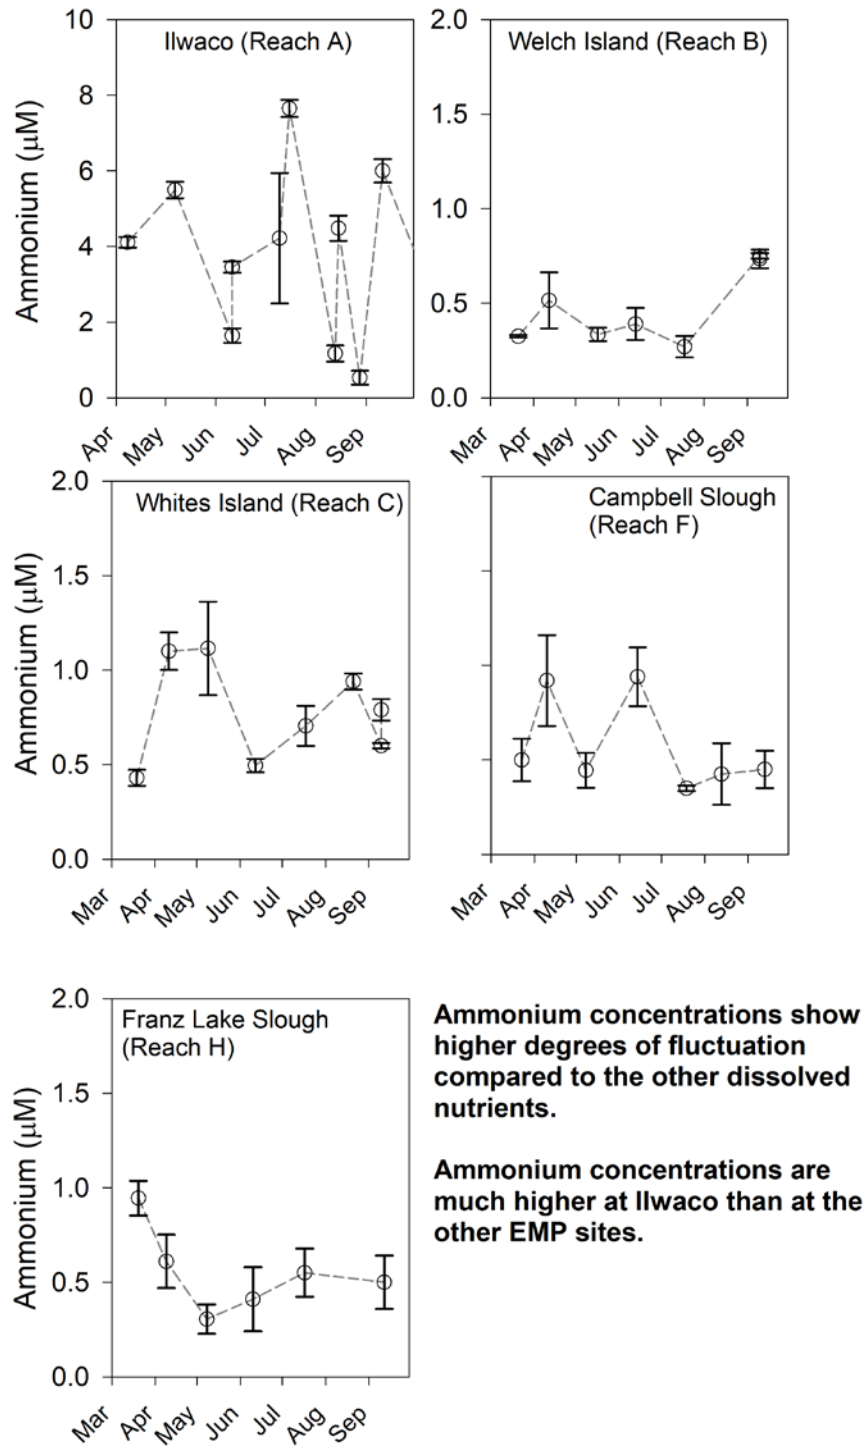 Ilwaco (Reach A)
Ammonium (μM)
10
8
6
4
2
0
Apr
May
Jun
Jul
Aug
Sep
Welch Island (Reach B)
2.0
1.5
1.0
0.5
0.0
Mar
Apr
May
Jun
Jul
Aug
Sep
Whites Island (Reach C)
Ammonium (μM)
2.0
1.5
1.0
0.5
0.0
Mar
Apr
May
Jun
Jul
Aug
Sep
Campbell Slough
(Reach F)
Mar
Apr
May
Jun
Jul
Aug
Sep
Franz Lake Slough
(Reach H)
Ammonium (μM)
2.0
1.5
1.0
0.5
0.0
Mar
Apr
May
Jun
Jul
Aug
Sep
Ammonium concentrations show
higher degrees of fluctuation
compared to the other dissolved
nutrients.
Ammonium concentrations are
much higher at Ilwaco than at the
other EMP sites.